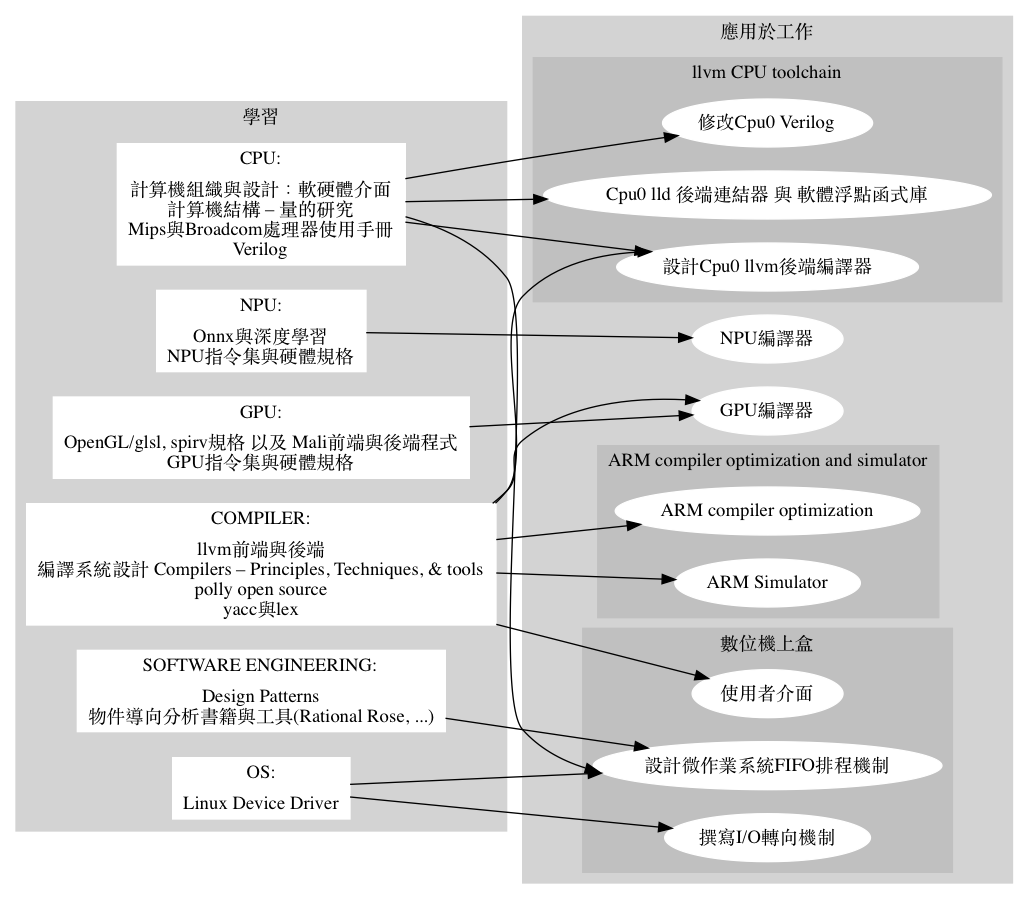 學習
CPU:
計算機組織與設計：軟硬體介面
計算機結構 – 量的研究
Mips與Broadcom處理器使用手冊
Verilog
NPU:
Onnx與深度學習
NPU指令集與硬體規格
GPU:
OpenGL/glsl, spirv規格 以及 Mali前端與後端程式
GPU指令集與硬體規格
COMPILER:
llvm前端與後端
編譯系統設計 Compilers – Principles, Techniques, & tools
polly open source
yacc與lex
SOFTWARE ENGINEERING:
Design Patterns
物件導向分析書籍與工具(Rational Rose, ...)
OS:
Linux Device Driver
應用於工作
llvm CPU toolchain
修改Cpu0 Verilog
Cpu0 lld 後端連結器 與 軟體浮點函式庫
設計Cpu0 llvm後端編譯器
NPU編譯器
GPU編譯器
ARM compiler optimization and simulator
ARM compiler optimization
ARM Simulator
數位機上盒
使用者介面
設計微作業系統FIFO排程機制
撰寫I/O轉向機制